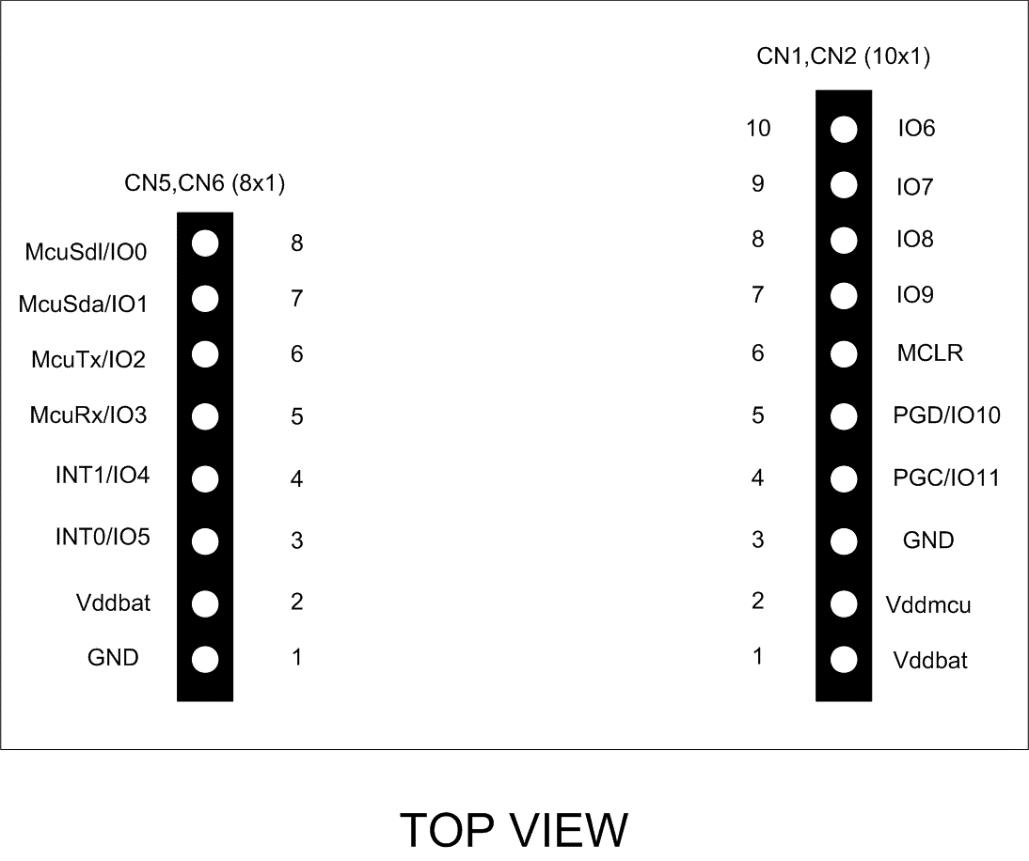 CN1,CN2 (10x1)
10 IO6
9 IO7
CN5,CN6 (8x1)
McuSdI/IO0 8 8 IO8
McuSda/IO1 7 7 IO9
McuTx/IO2 6 6 MCLR
McuRx/IO3 5 5 PGD/IO10
INT1/IO4 4 4 PGC/IO11
INT0/IO5 3 3 GND
Vddbat 2 2 Vddmcu
GND 1 1 Vddbat
TOP VIEW